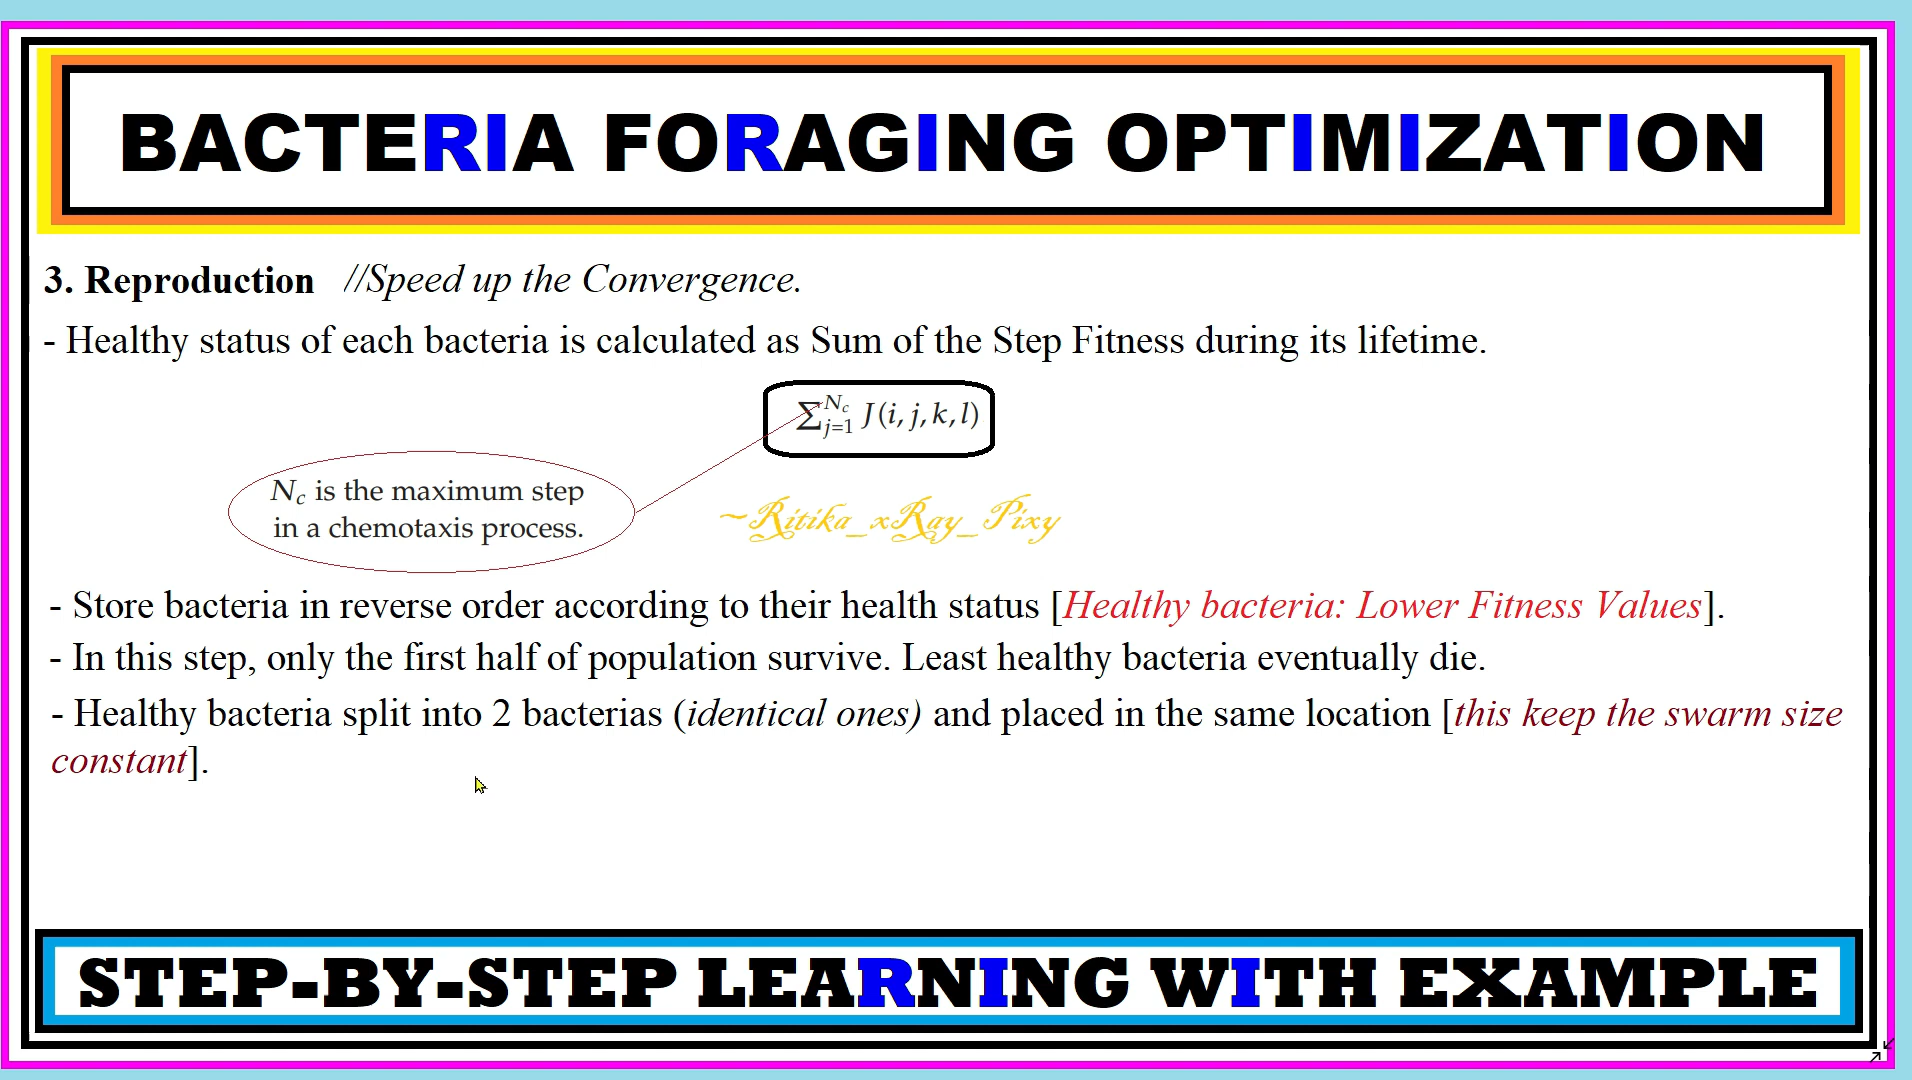 BACTERIA FORAGING OPTIMIZATION
3. Reproduction //Speed up the Convergence.
- Healthy status of each bacteria is calculated as Sum of the Step Fitness during its lifetime.
∑_{j=1}^{N_c} J(i, j, k, l)
N_c is the maximum step
in a chemotaxis process.
~Ritika_xRay_Pixy
- Store bacteria in reverse order according to their health status [Healthy bacteria: Lower Fitness Values].
- In this step, only the first half of population survive. Least healthy bacteria eventually die.
- Healthy bacteria split into 2 bacterias (identical ones) and placed in the same location [this keep the swarm size
constant].
STEP-BY-STEP LEARNING WITH EXAMPLE